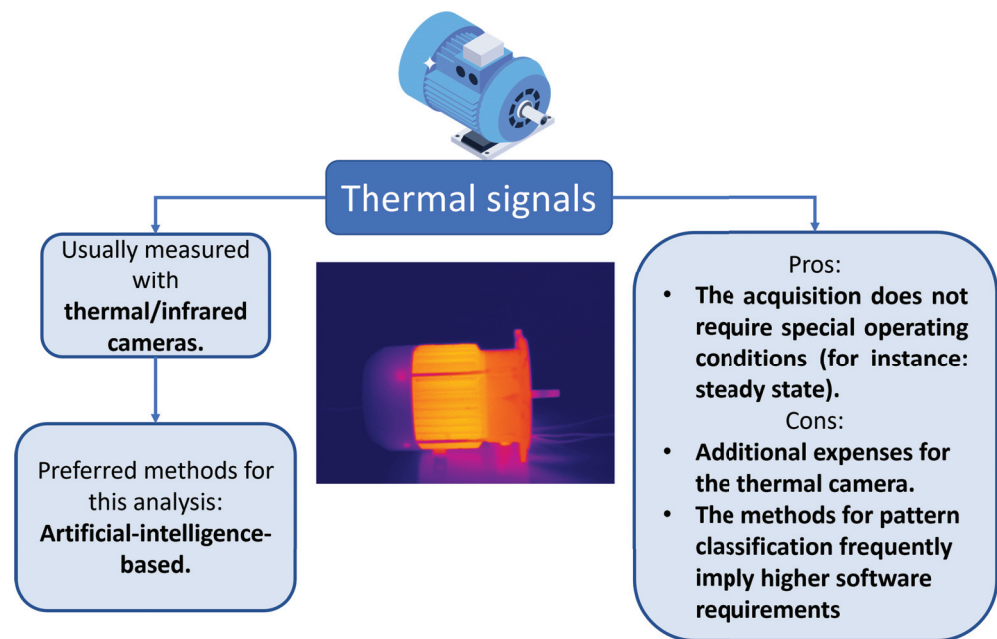 Thermal signals
Usually measured
with
thermal/infrared
cameras.
Preferred methods for
this analysis:
Artificial-intelligence-
based.
Pros:
• The acquisition does not
require special operating
conditions (for instance:
steady state).
Cons:
• Additional expenses for
the thermal camera.
• The methods for pattern
classification frequently
imply higher software
requirements